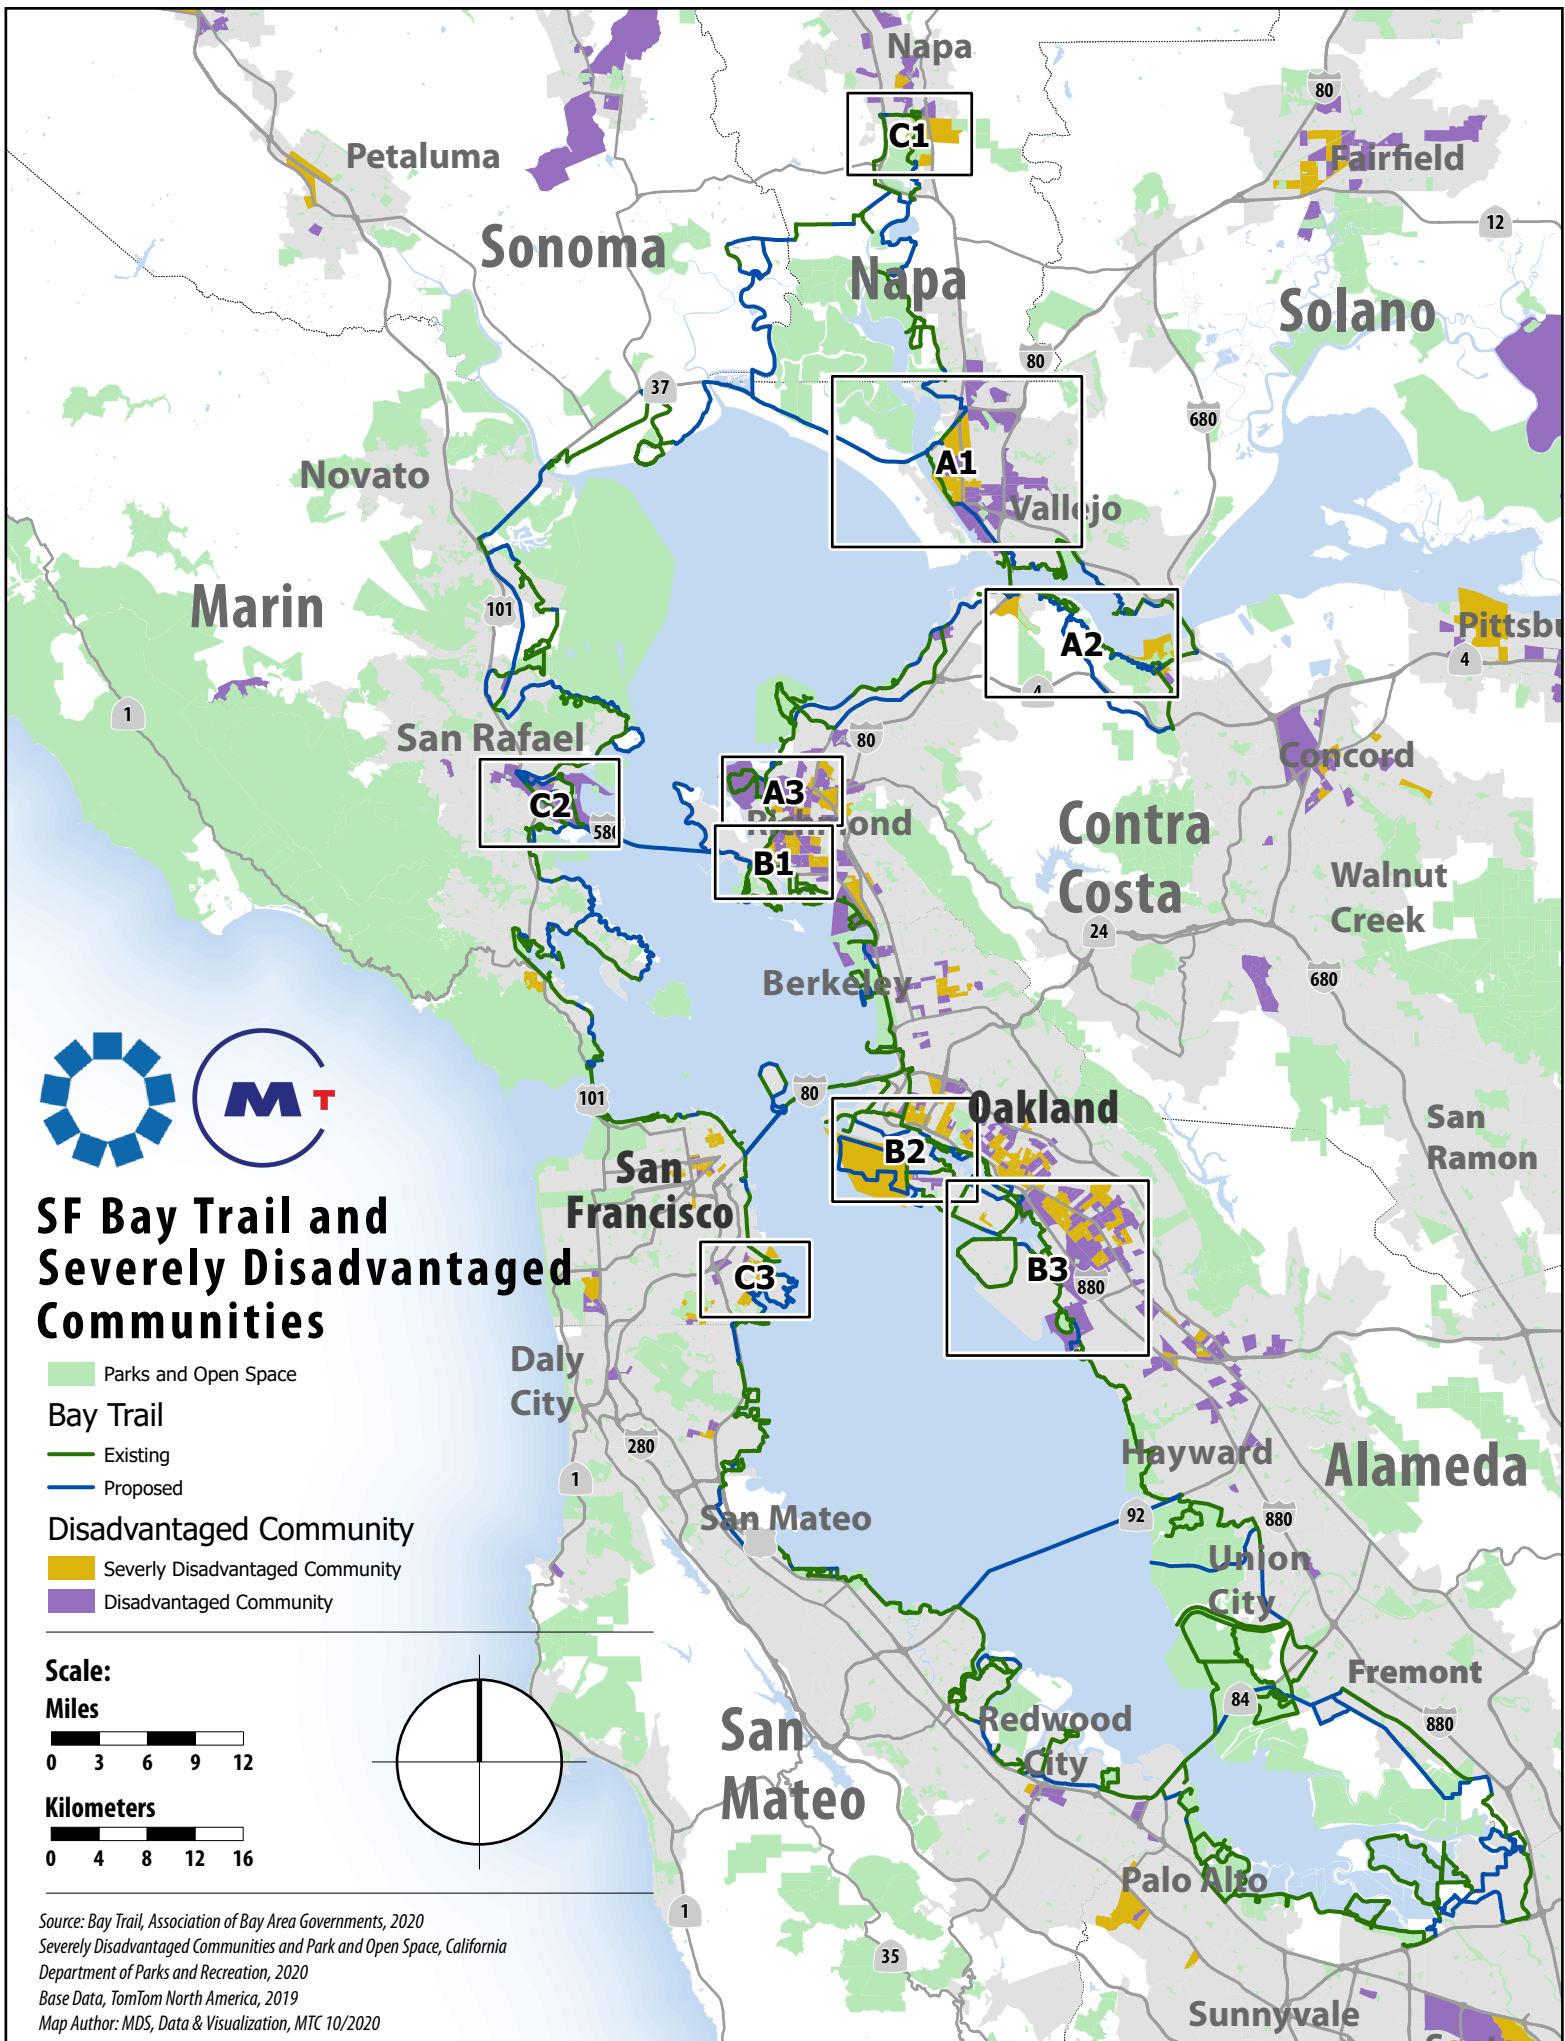 Napa
80
C1
Petaluma
Fairfield
12
Sonoma
Napa
Solano
80
37
680
A1
Novato
Vallejo
Marin
101
Pittsbu
A2
4
4
1
San Rafael
80
Concord
C2
580
A3
Richmond
B1
Contra
Costa
Walnut
Creek
24
680
Berkeley
M T
101
80
Oakland
San
Ramon
B2
San
Francisco
SF Bay Trail and
Severely Disadvantaged
Communities
C3
B3
880
Parks and Open Space
Bay Trail
Existing
Proposed
Disadvantaged Community
Severly Disadvantaged Community
Disadvantaged Community
Daly
City
280
1
Hayward
Alameda
San Mateo
92
880
Union
City
Scale:
Miles
0 3 6 9 12
Kilometers
0 4 8 12 16
Fremont
84
880
San
Mateo
Redwood
City
Palo Alto
1
35
Sunnyvale
Source: Bay Trail, Association of Bay Area Governments, 2020
Severely Disadvantaged Communities and Park and Open Space, California
Department of Parks and Recreation, 2020
Base Data, TomTom North America, 2019
Map Author: MDS, Data & Visualization, MTC 10/2020